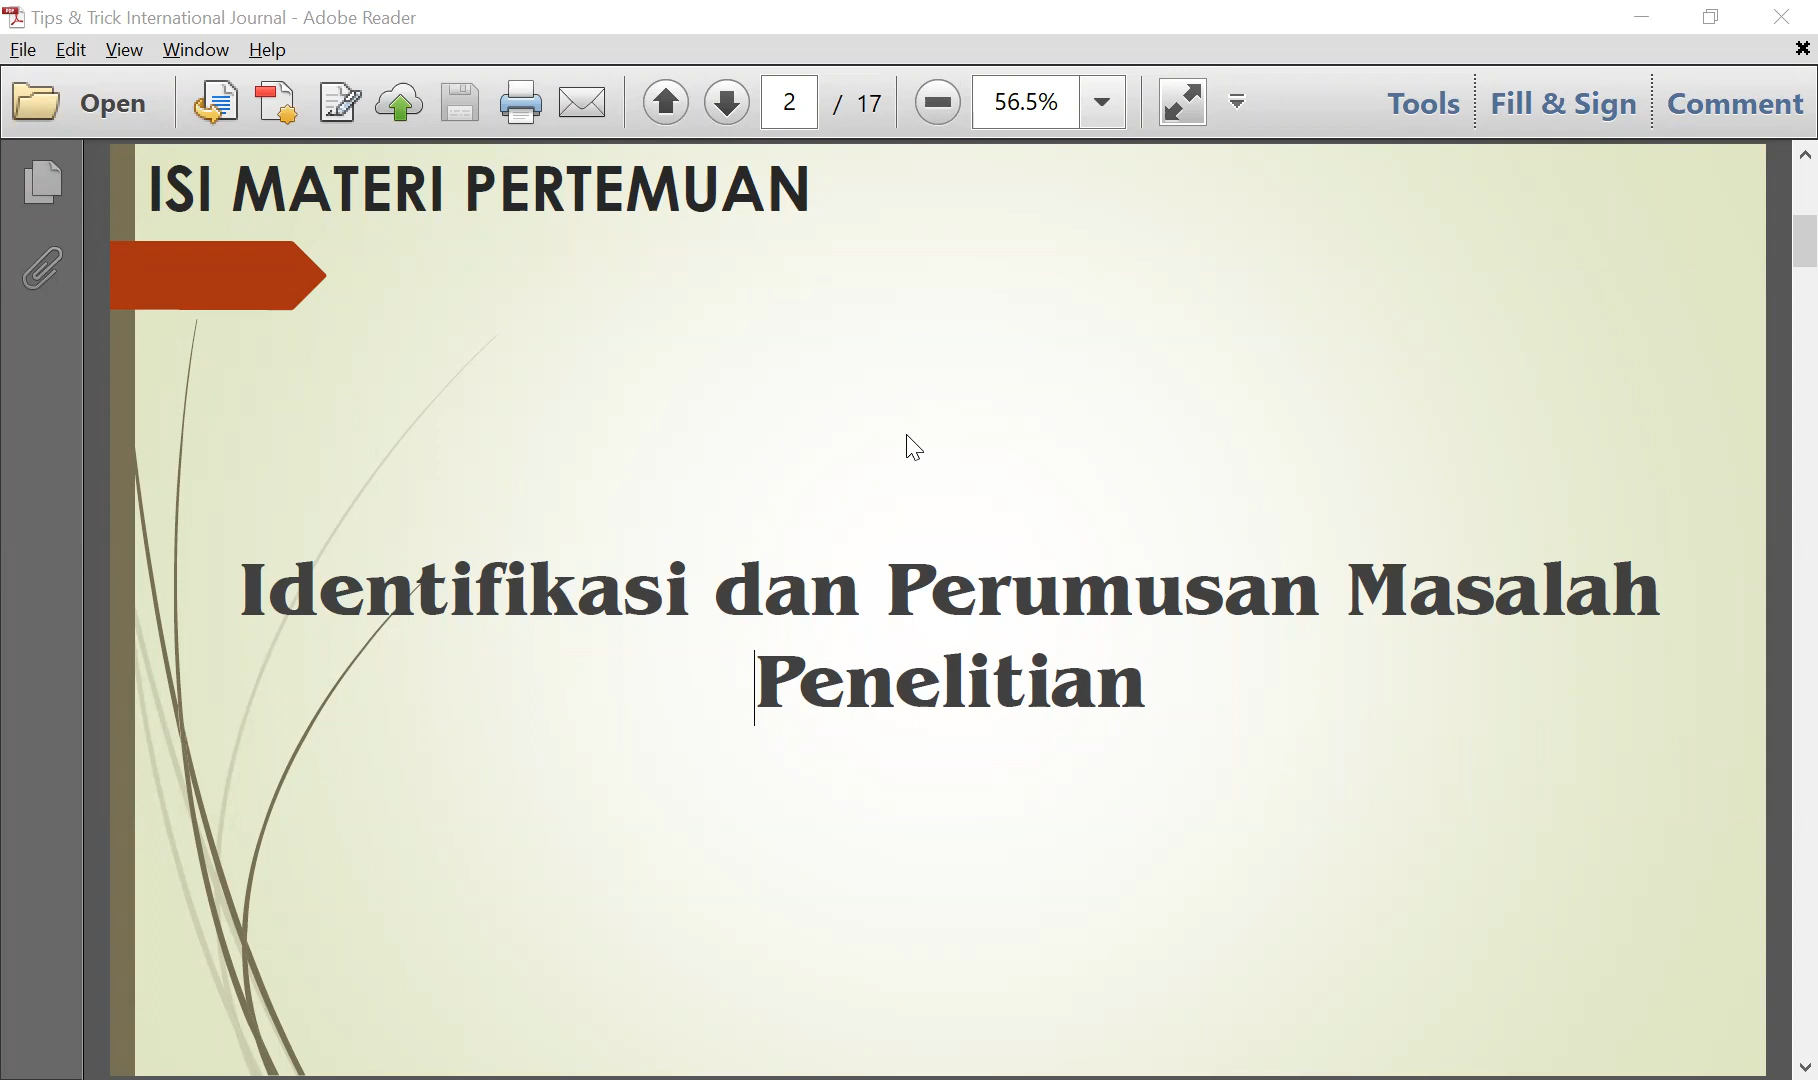 Tips & Trick International Journal - Adobe Reader
File Edit View Window Help
Open 2 / 17 56.5% Tools Fill & Sign Comment
ISI MATERI PERTEMUAN
Identifikasi dan Perumusan Masalah
Penelitian